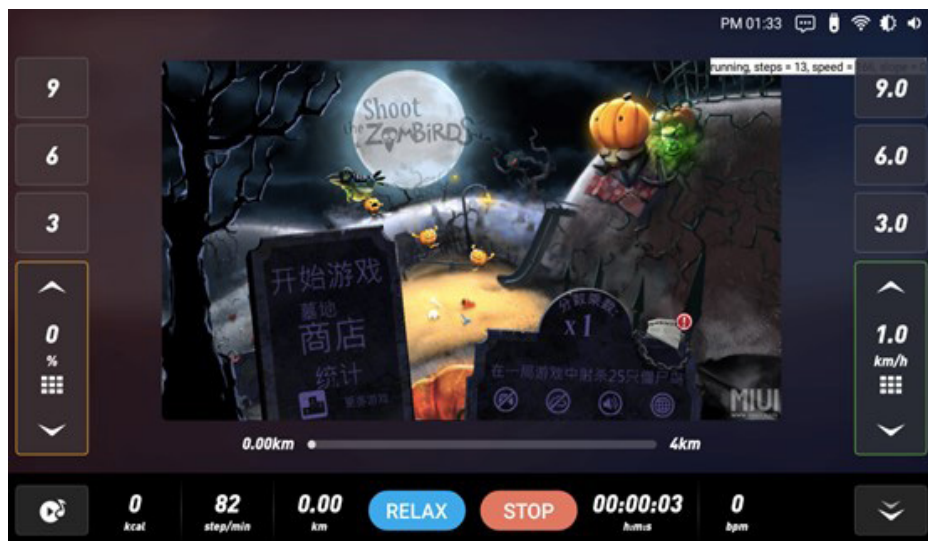 PM 01:33
running, steps = 13, speed =
9
6
3
0
%
9.0
6.0
3.0
1.0
km/h
Shoot
the ZOMBIRDS
开始游戏
墓地
商店
统计
更多游戏
分数乘数:
x1
在一局游戏中射杀25只僵尸鸟
MIUI
0.00km
4km
0
kcal
82
step/min
0.00
km
RELAX
STOP
00:00:03
h:m:s
0
bpm